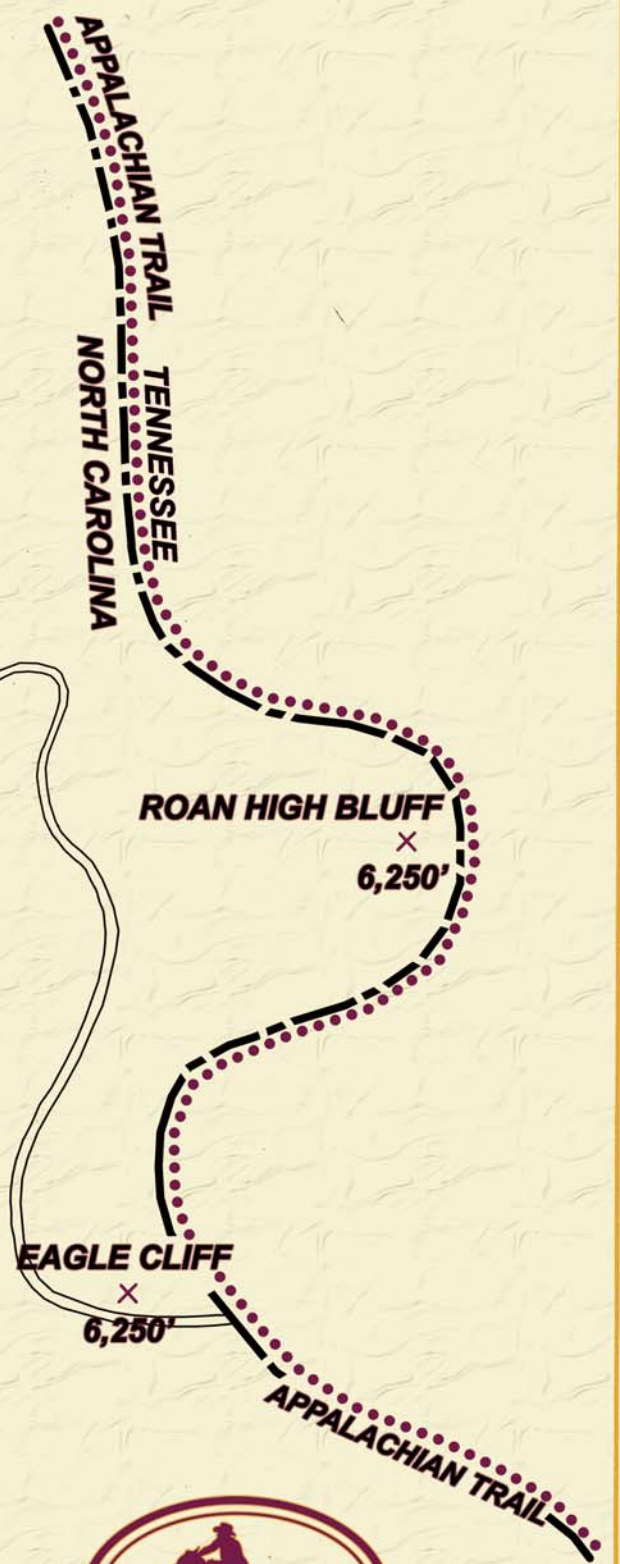 APPALACHIAN TRAIL
TENNESSEE
NORTH CAROLINA
ROAN HIGH BLUFF
6,250’
EAGLE CLIFF
6,250’
APPALACHIAN TRAIL